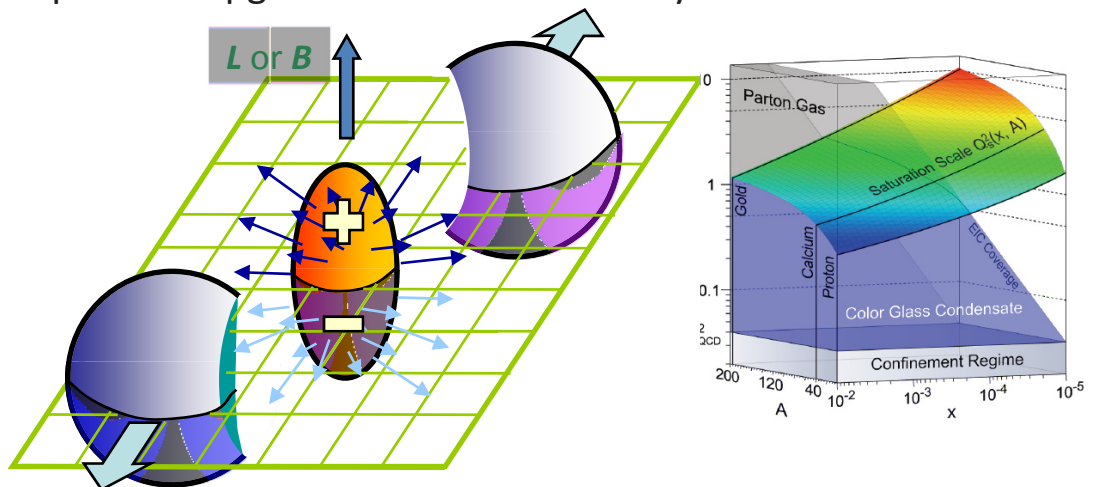 L or B
Parton Gas
Saturation Scale Q²s(x, A)
1
Gold
Calcium
Proton
EIC Coverage
0.1
Color Glass Condensate
QCD
Confinement Regime
200
120
40
A
10⁻²
10⁻³
10⁻⁴
10⁻⁵
x